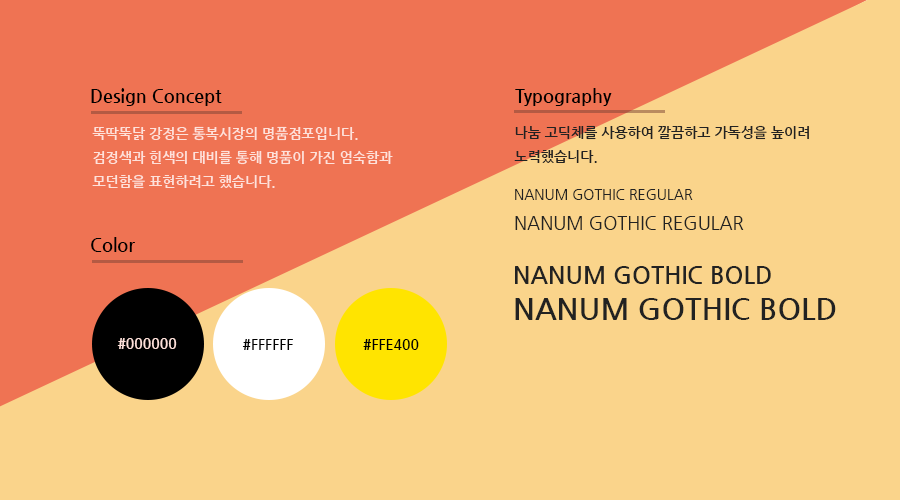 Design Concept
뚝딱뚝닭 강정은 통복시장의 명품점포입니다.
검정색과 흰색의 대비를 통해 명품이 가진 엄숙함과
모던함을 표현하려고 했습니다.
Color
#000000
#FFFFFF
#FFE400
Typography
나눔 고딕체를 사용하여 깔끔하고 가독성을 높이려
노력했습니다.
NANUM GOTHIC REGULAR
NANUM GOTHIC REGULAR
NANUM GOTHIC BOLD
NANUM GOTHIC BOLD